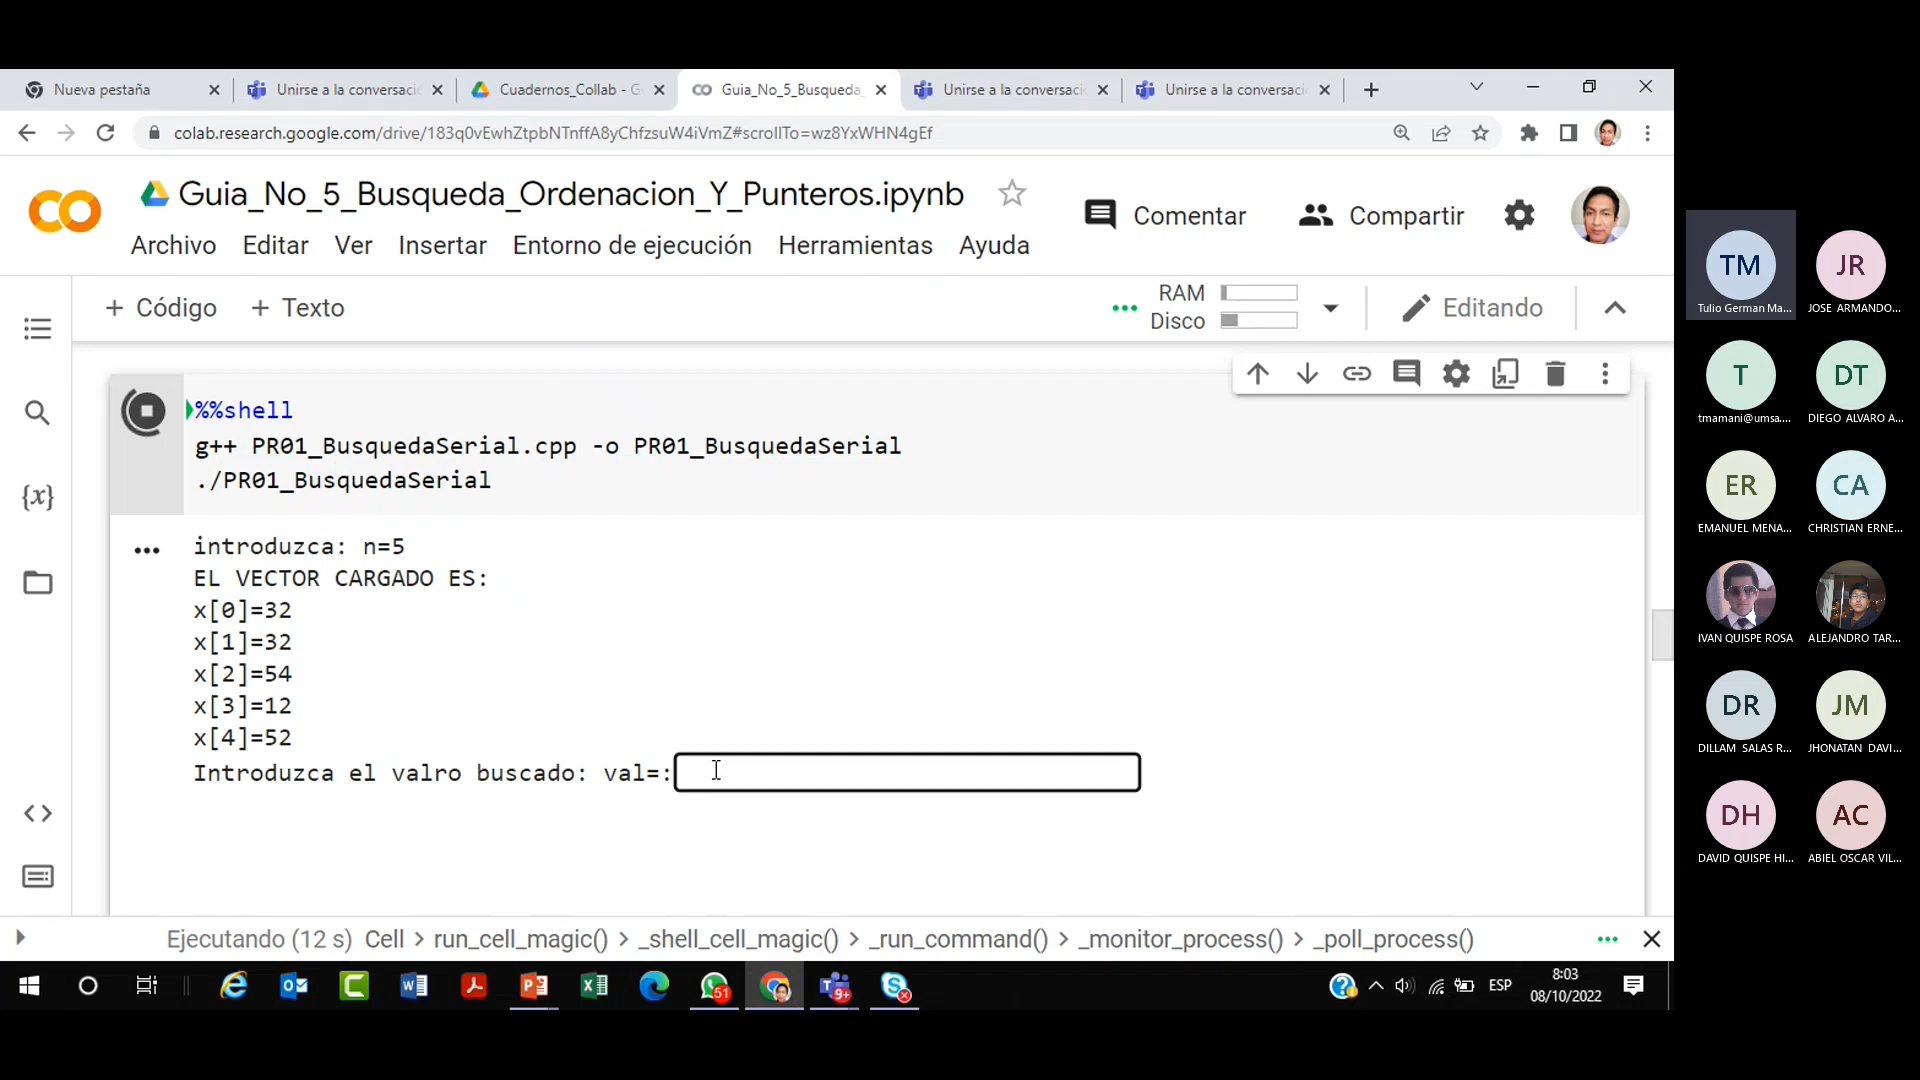 Nueva pestaña
Unirse a la conversaci
Cuadernos_Collab - G
Guia_No_5_Busqueda_
Unirse a la conversaci
Unirse a la conversaci
colab.research.google.com/drive/183q0vEwhZtpbNTnffA8yChfzsuW4iVmZ#scrollTo=wz8YxWHN4gEf
Guia_No_5_Busqueda_Ordenacion_Y_Punteros.ipynb
Comentar
Compartir
Archivo Editar Ver Insertar Entorno de ejecución Herramientas Ayuda
+ Código + Texto
RAM
Disco
Editando
%%shell
g++ PR01_BusquedaSerial.cpp -o PR01_BusquedaSerial
./PR01_BusquedaSerial
introduzca: n=5
EL VECTOR CARGADO ES:
x[0]=32
x[1]=32
x[2]=54
x[3]=12
x[4]=52
Introduzca el valro buscado: val=:
Ejecutando (12 s) Cell > run_cell_magic() > _shell_cell_magic() > _run_command() > _monitor_process() > _poll_process()
51
9+
ESP
8:03
08/10/2022
TM
Tulio German Ma...
JR
JOSE ARMANDO...
T
tmamani@umsa....
DT
DIEGO ALVARO A...
ER
EMANUEL MENA...
CA
CHRISTIAN ERNE...
IVAN QUISPE ROSA
ALEJANDRO TAR...
DR
DILLAM SALAS R...
JM
JHONATAN DAVI...
DH
DAVID QUISPE HI...
AC
ABIEL OSCAR VIL...